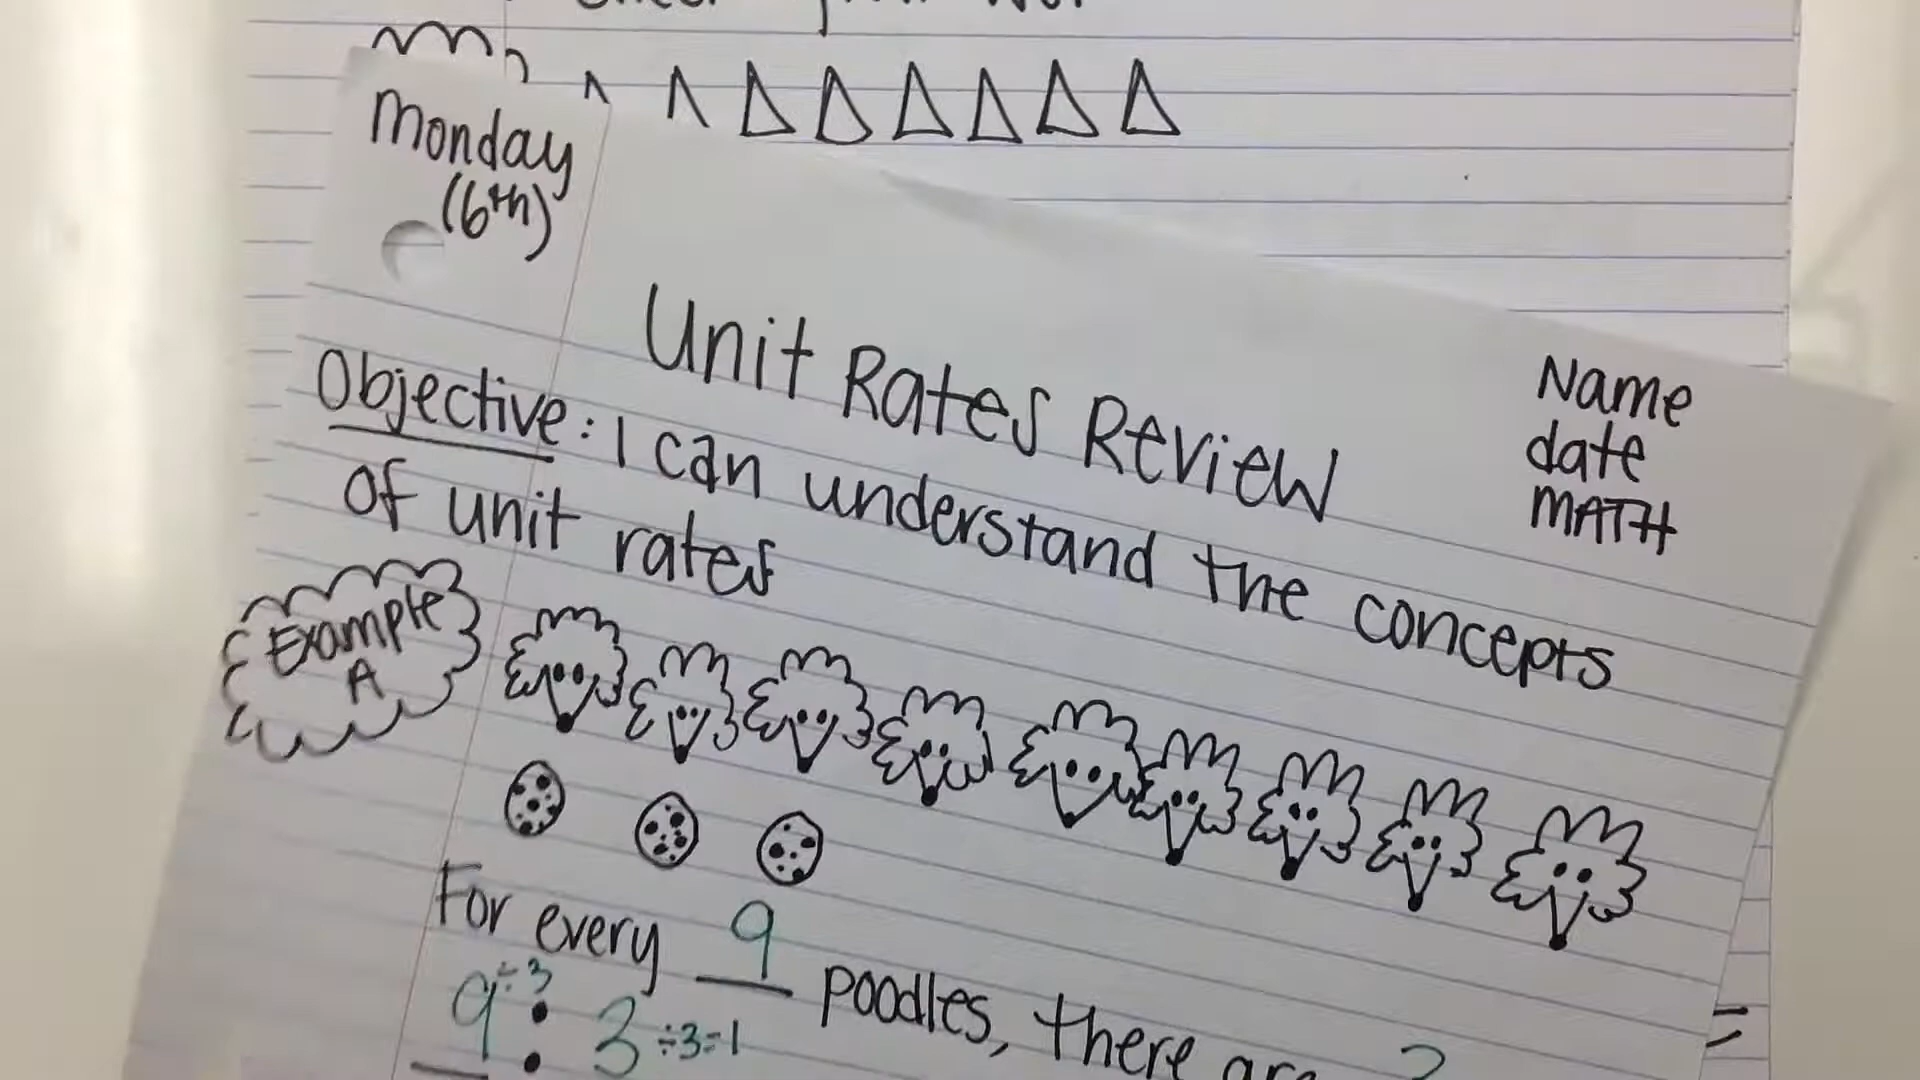 Monday
(6th)
Unit Rates Review
Name
date
MATH
Objective: I can understand the concepts
of unit rates
Example
A
For every 9 poodles, there are
9 ÷3 : 3 ÷3=1
=